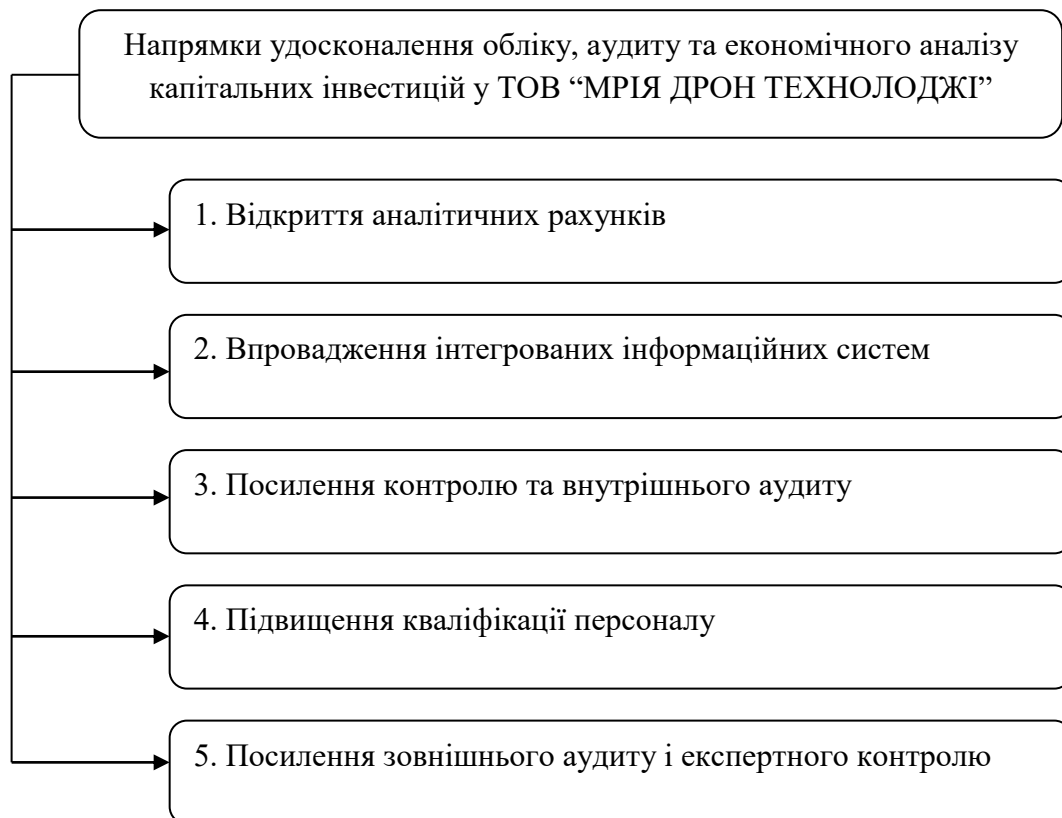 Напрямки удосконалення обліку, аудиту та економічного аналізу
капітальних інвестицій у ТОВ “МРІЯ ДРОН ТЕХНОЛОДЖІ”
1. Відкриття аналітичних рахунків
2. Впровадження інтегрованих інформаційних систем
3. Посилення контролю та внутрішнього аудиту
4. Підвищення кваліфікації персоналу
5. Посилення зовнішнього аудиту і експертного контролю